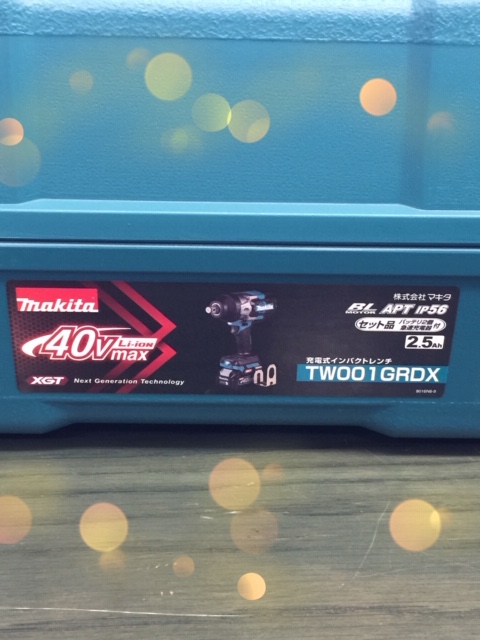 makita
40Vmax
Li-ion
XGT Next Generation Technology
株式会社マキタ
BL MOTOR APT IP56
セット品 バッテリ2個 急速充電器 付
2.5Ah
充電式インパクトレンチ
TW001GRDX